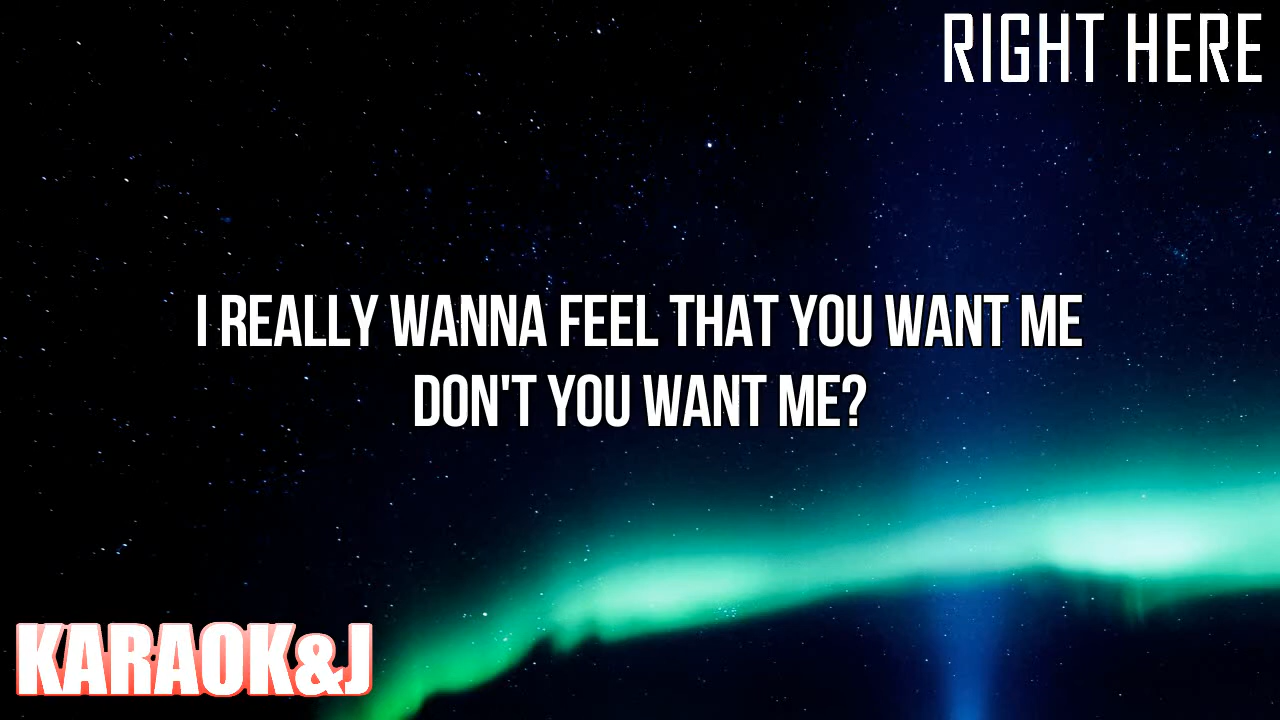 RIGHT HERE
I REALLY WANNA FEEL THAT YOU WANT ME
DON'T YOU WANT ME?
KARAOK&J